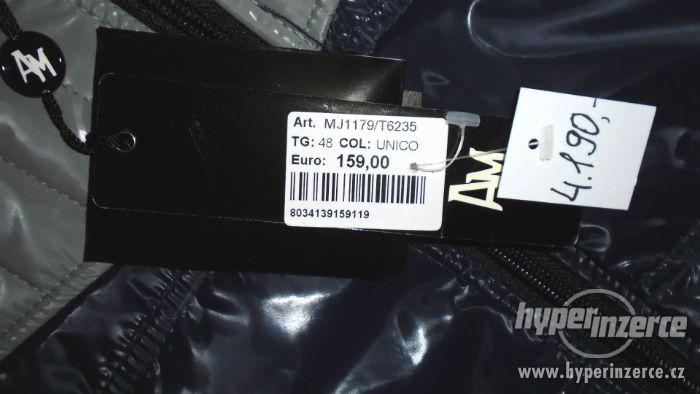 AM
Art. MJ1179/T6235
TG: 48 COL: UNICO
Euro: 159,00
8034139159119
AM
4.190,-
hyperinzerce
www.hyperinzerce.cz